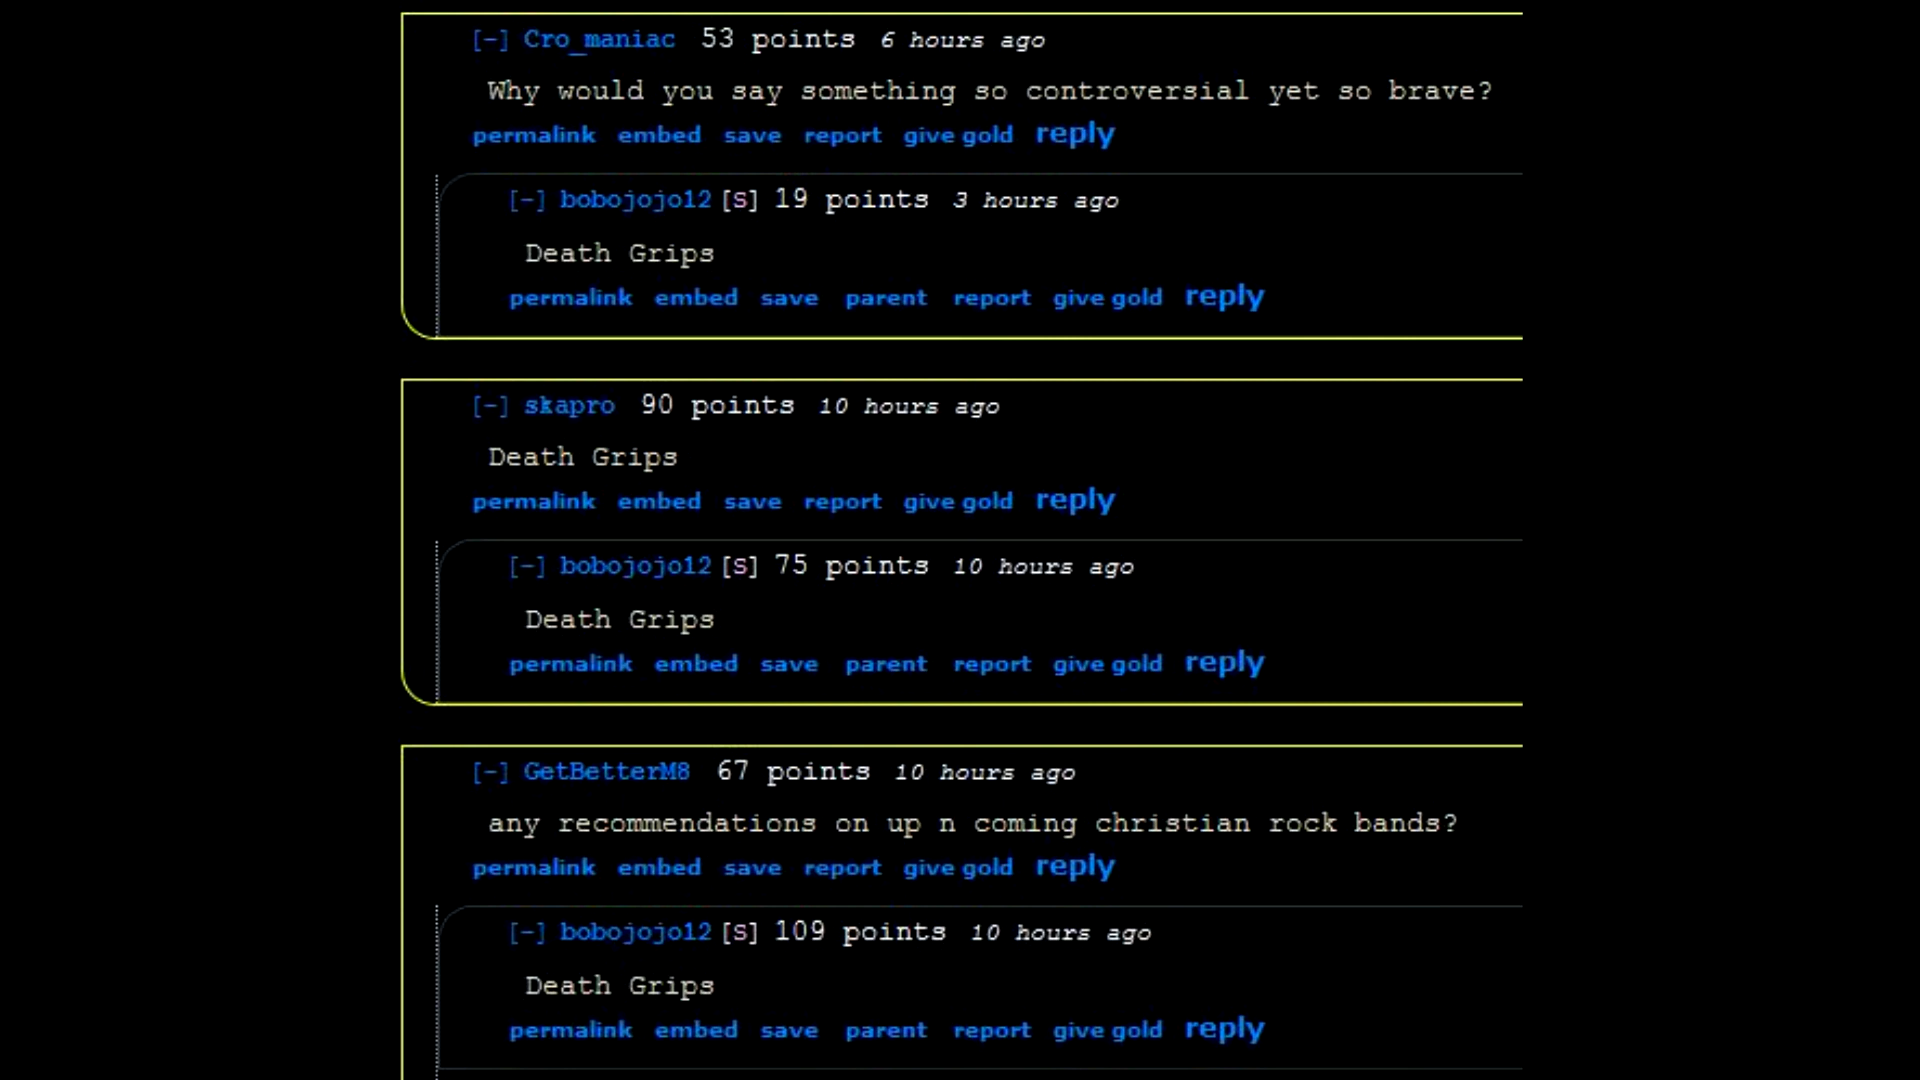 [-] Cro_maniac 53 points 6 hours ago
Why would you say something so controversial yet so brave?
permalink embed save report give gold reply
[-] bobojojo12 [S] 19 points 3 hours ago
Death Grips
permalink embed save parent report give gold reply
[-] skapro 90 points 10 hours ago
Death Grips
permalink embed save report give gold reply
[-] bobojojo12 [S] 75 points 10 hours ago
Death Grips
permalink embed save parent report give gold reply
[-] GetBetterM8 67 points 10 hours ago
any recommendations on up n coming christian rock bands?
permalink embed save report give gold reply
[-] bobojojo12 [S] 109 points 10 hours ago
Death Grips
permalink embed save parent report give gold reply